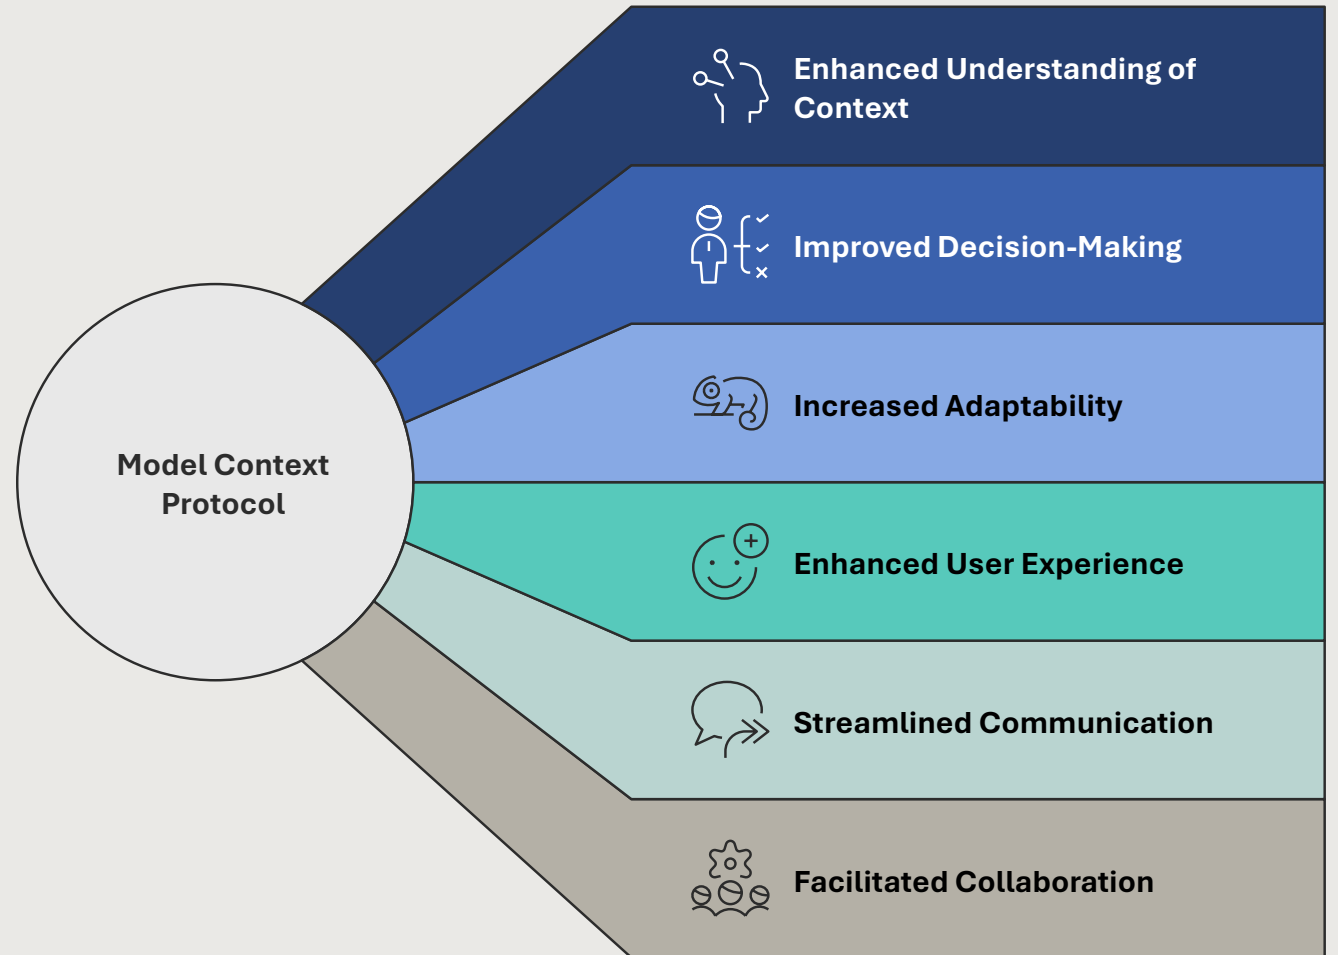 Enhanced Understanding of
Context
Improved Decision-Making
Increased Adaptability
Model Context
Protocol
Enhanced User Experience
Streamlined Communication
Facilitated Collaboration